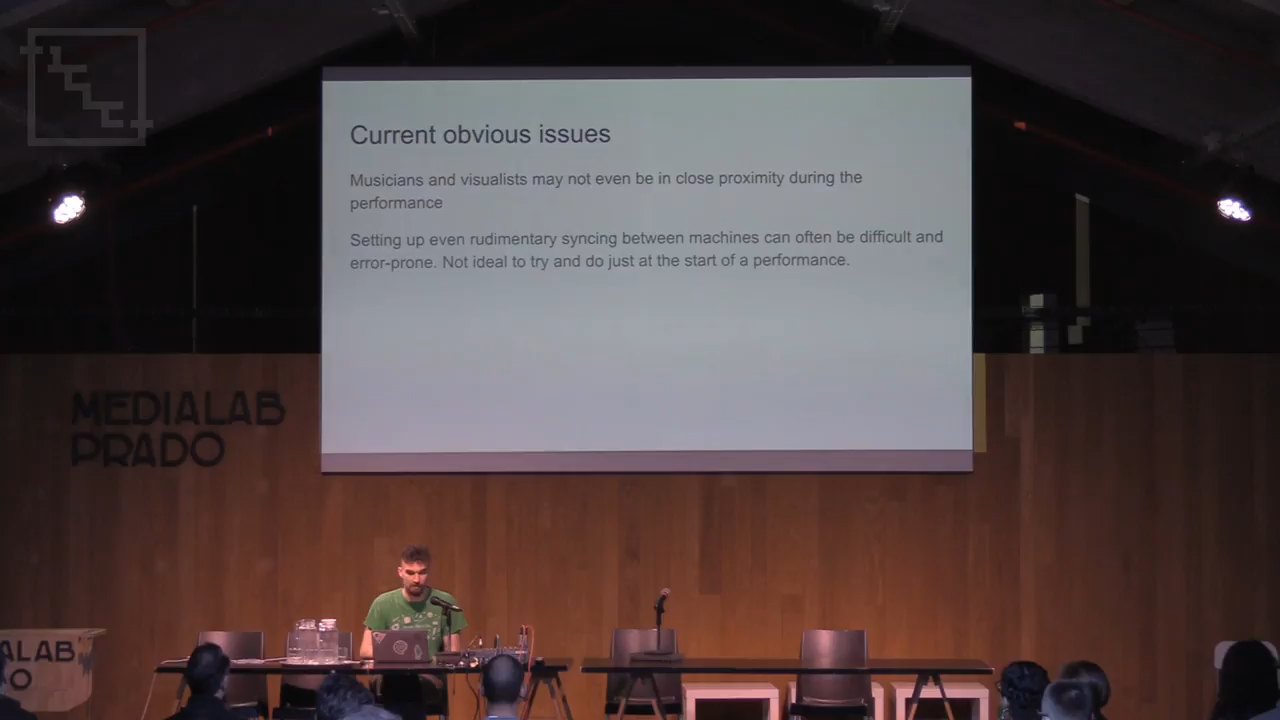 Current obvious issues
Musicians and visualists may not even be in close proximity during the
performance
Setting up even rudimentary syncing between machines can often be difficult and
error-prone. Not ideal to try and do just at the start of a performance.
MEDIALAB
PRADO
ALAB
O